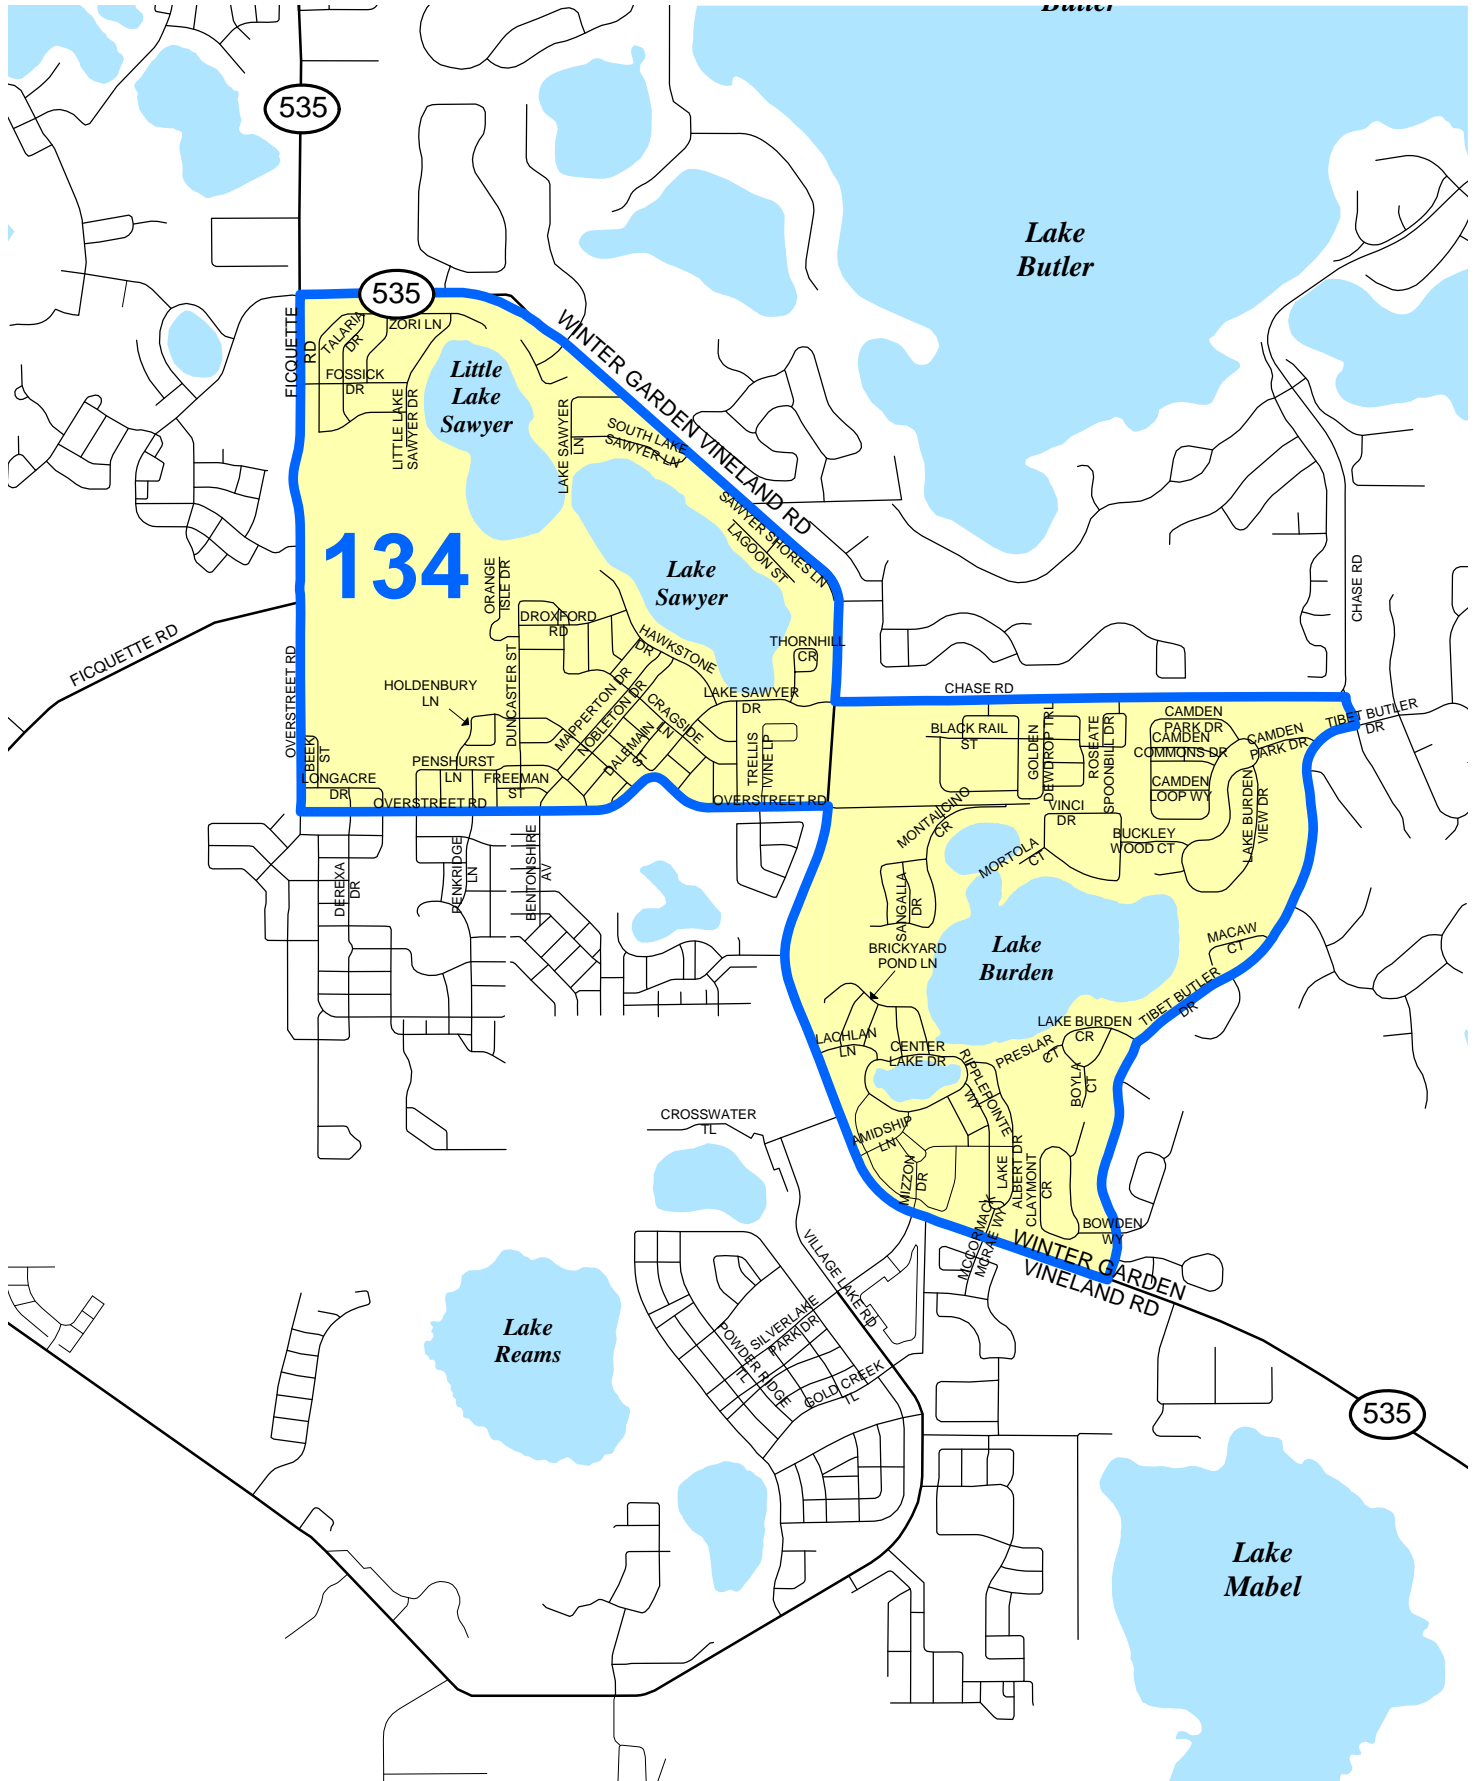 Butler
535
Lake
Butler
535
WINTER GARDEN VINELAND RD
FICQUETTE
RD
TALARIA
DR
ZORI LN
FOSSICK
DR
LITTLE LAKE
SAWYER DR
Little
Lake
Sawyer
LAKE SAWYER
LN
SOUTH LAKE
SAWYER LN
SAWYER SHORES LN
LAGOON ST
134
ORANGE
ISLE DR
Lake
Sawyer
CHASE RD
FICQUETTE RD
OVERSTREET RD
DROXFORD
RD
HAWKSTONE
DR
THORNHILL
CR
HOLDENBURY
LN
DUNCASTER ST
MAPPERTON DR
NOBLETON DR
CRAGSIDE
LN
DALEMAIN
ST
LAKE SAWYER
DR
CHASE RD
TRELLIS
VINE LP
BEEK
ST
LONGACRE
DR
PENSHURST
LN
FREEMAN
ST
OVERSTREET RD
OVERSTREET RD
BLACK RAIL
ST
GOLDEN
DEWDROP TRL
ROSEATE
SPOONBILL DR
CAMDEN
PARK DR
CAMDEN
COMMONS DR
CAMDEN
LOOP WY
CAMDEN
PARK DR
TIBET BUTLER
DR
LAKE BURDEN
VIEW DR
VINCI
DR
BUCKLEY
WOOD CT
MONTALCINO
CR
MORTOLA
CT
SANGALLA
DR
DEREXA
DR
PENKRIDGE
LN
BENTONSHIRE
AV
BRICKYARD
POND LN
Lake
Burden
MACAW
CT
TIBET BUTLER
DR
LACHLAN
LN
CENTER
LAKE DR
LAKE BURDEN
CR
PRESLAR
CT
BOYLA
CT
RIPPLEPOINTE
WY
CROSSWATER
TL
AMIDSHIP
LN
MIZZON
DR
LAKE
ALBERT DR
CLAYMONT
CR
BOWDEN
WY
MCCORMACK
MCRAE WY
WINTER GARDEN
VINELAND RD
VILLAGE LAKE RD
SILVERLAKE
PARK DR
POWDER RIDGE
TL
GOLD CREEK
TL
Lake
Reams
535
Lake
Mabel